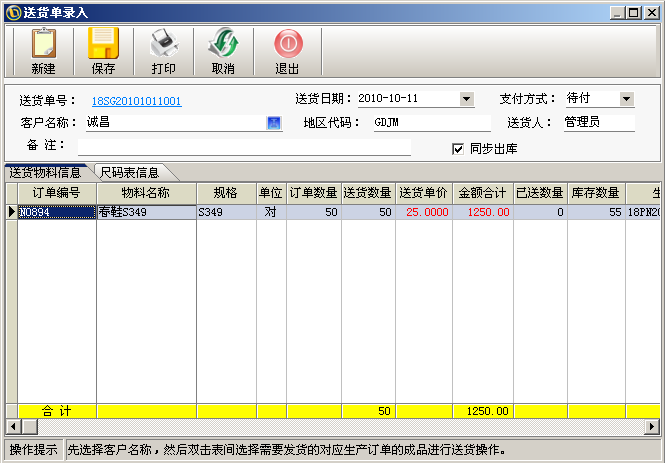 送货单录入
新建 保存 打印 取消 退出
送货单号： 18SG20101011001 送货日期： 2010-10-11 支付方式： 待付
客户名称： 诚昌 地区代码： GDJM 送货人： 管理员
备 注： 同步出库
送货物料信息 尺码表信息
订单编号 物料名称 规格 单位 订单数量 送货数量 送货单价 金额合计 已送数量 库存数量 生
NO894 春鞋S349 S349 对 50 50 25.0000 1250.00 0 55 18PN20
合 计 50 1250.00
操作提示 先选择客户名称，然后双击表间选择需要发货的对应生产订单的成品进行送货操作。